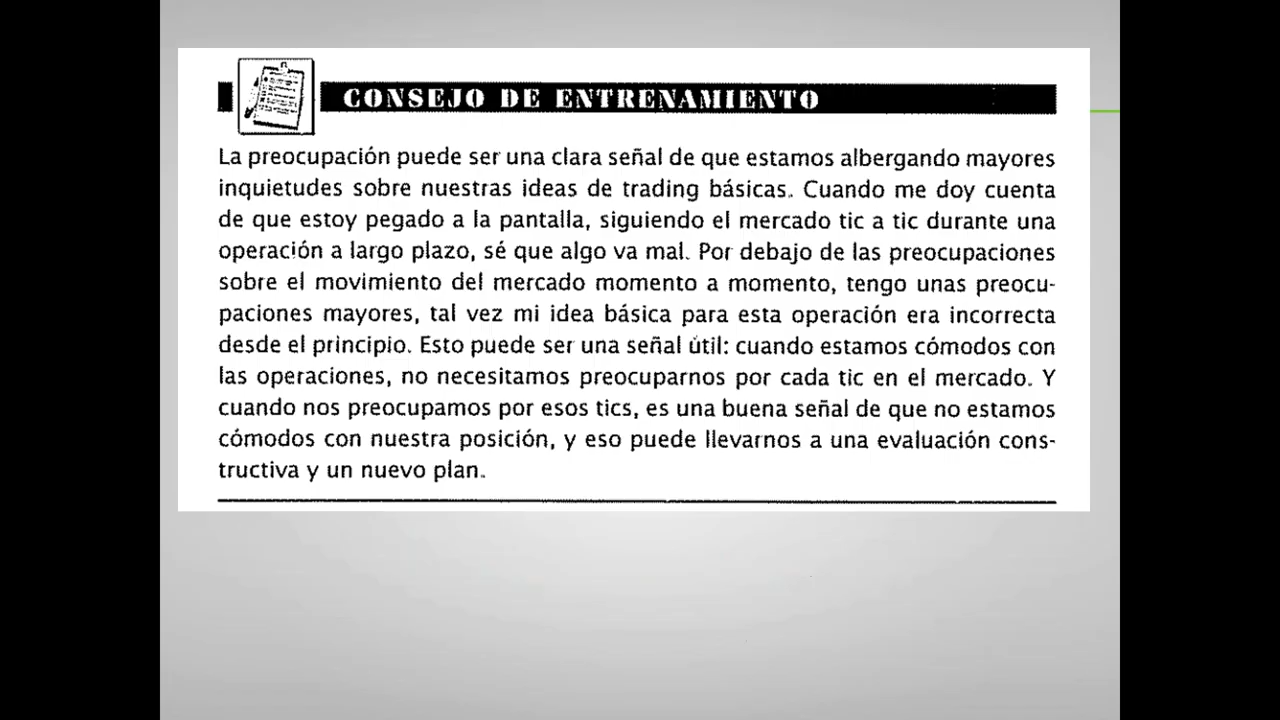 CONSEJO DE ENTRENAMIENTO
La preocupación puede ser una clara señal de que estamos albergando mayores
inquietudes sobre nuestras ideas de trading básicas. Cuando me doy cuenta
de que estoy pegado a la pantalla, siguiendo el mercado tic a tic durante una
operación a largo plazo, sé que algo va mal. Por debajo de las preocupaciones
sobre el movimiento del mercado momento a momento, tengo unas preocu-
paciones mayores, tal vez mi idea básica para esta operación era incorrecta
desde el principio. Esto puede ser una señal útil: cuando estamos cómodos con
las operaciones, no necesitamos preocuparnos por cada tic en el mercado. Y
cuando nos preocupamos por esos tics, es una buena señal de que no estamos
cómodos con nuestra posición, y eso puede llevarnos a una evaluación cons-
tructiva y un nuevo plan.